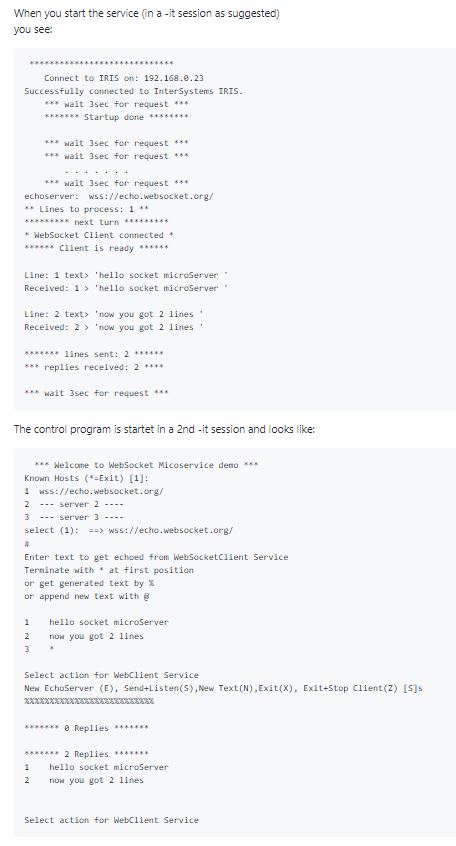 When you start the service (in a -it session as suggested)
you see:
*****************************
Connect to IRIS on: 192.168.0.23
Successfully connected to InterSystems IRIS.
*** wait 3sec for request ***
******* Startup done ********
*** wait 3sec for request ***
*** wait 3sec for request ***
. . . . . . .
*** wait 3sec for request ***
echoserver:  wss://echo.websocket.org/
** Lines to process: 1 **
********* next turn *********
* WebSocket Client connected *
****** Client is ready ******
Line: 1 text> 'hello socket microServer '
Received: 1 > 'hello socket microServer '
Line: 2 text> 'now you got 2 lines '
Received: 2 > 'now you got 2 lines '
******* lines sent: 2 ******
*** replies received: 2 ****
*** wait 3sec for request ***
The control program is startet in a 2nd -it session and looks like:
*** Welcome to WebSocket Micoservice demo ***
Known Hosts (*=Exit) [1]:
1  wss://echo.websocket.org/
2  --- server 2 ----
3  --- server 3 ----
select (1):  ==> wss://echo.websocket.org/
#
Enter text to get echoed from WebSocketClient Service
Terminate with * at first position
or get generated text by %
or append new text with @
1   hello socket microServer
2   now you got 2 lines
3   *
Select action for WebClient Service
New EchoServer (E), Send+Listen(S),New Text(N),Exit(X), Exit+Stop Client(Z) [S]s
%%%%%%%%%%%%%%%%%%%%%%%%%%
******* 0 Replies *******
******* 2 Replies *******
1   hello socket microServer
2   now you got 2 lines
Select action for WebClient Service